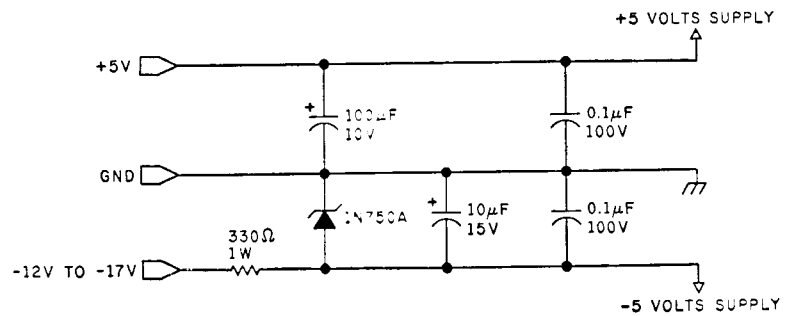 +5 VOLTS SUPPLY
+5V
+
100μF
10V
0.1μF
100V
GND
1N750A
+
10μF
15V
0.1μF
100V
330Ω
1W
-12V TO -17V
-5 VOLTS SUPPLY